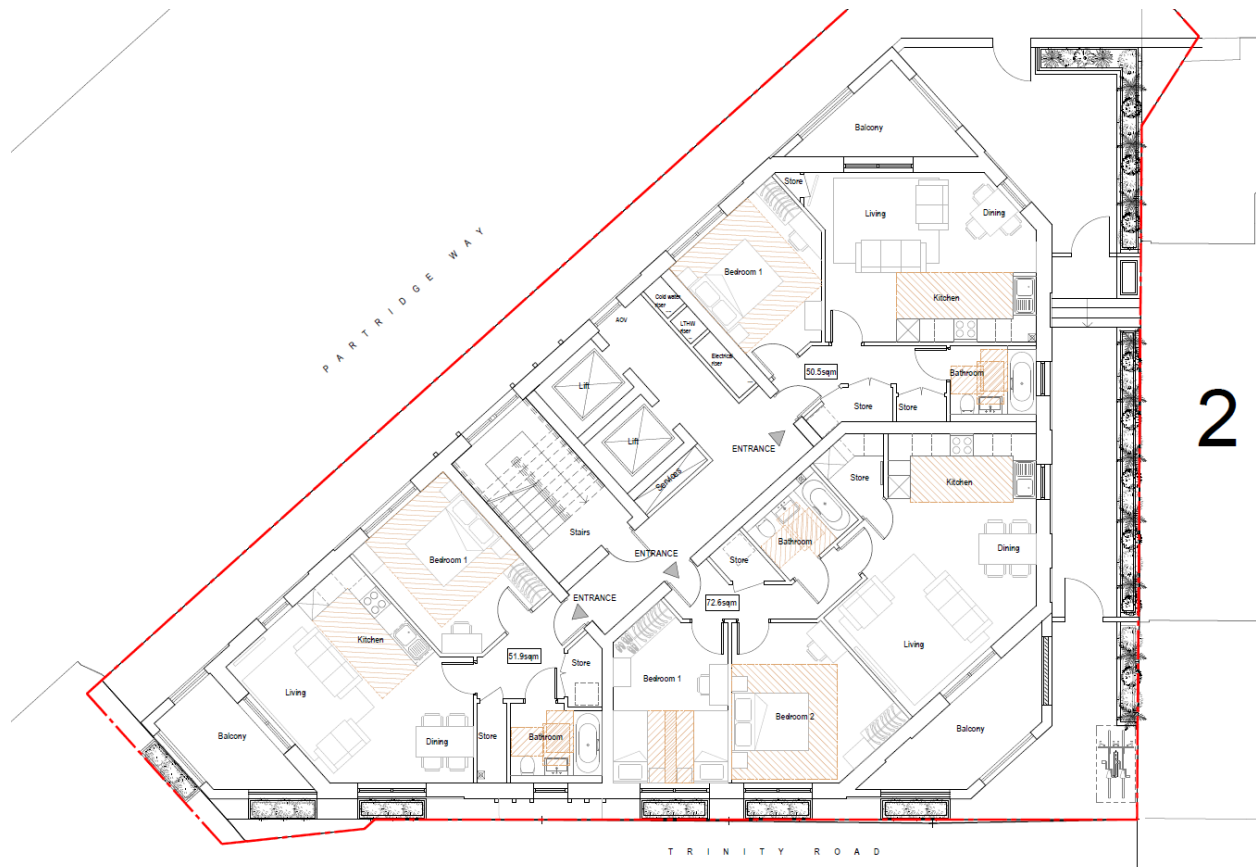 Balcony
Store
Living
Dining
PARTRIDGE WAY
Bedroom 1
Cold water
riser
Kitchen
AOV
LTHW
riser
Electrical
riser
Bathroom
50.5sqm
Lift
Store
Store
2
Lift
ENTRANCE
Services
Store
Kitchen
Stairs
Bathroom
Dining
ENTRANCE
Store
Bedroom 1
ENTRANCE
72.6sqm
Kitchen
Living
51.9sqm
Store
Bedroom 1
Living
Bedroom 2
Balcony
Balcony
Dining
Store
Bathroom
TRINITY ROAD